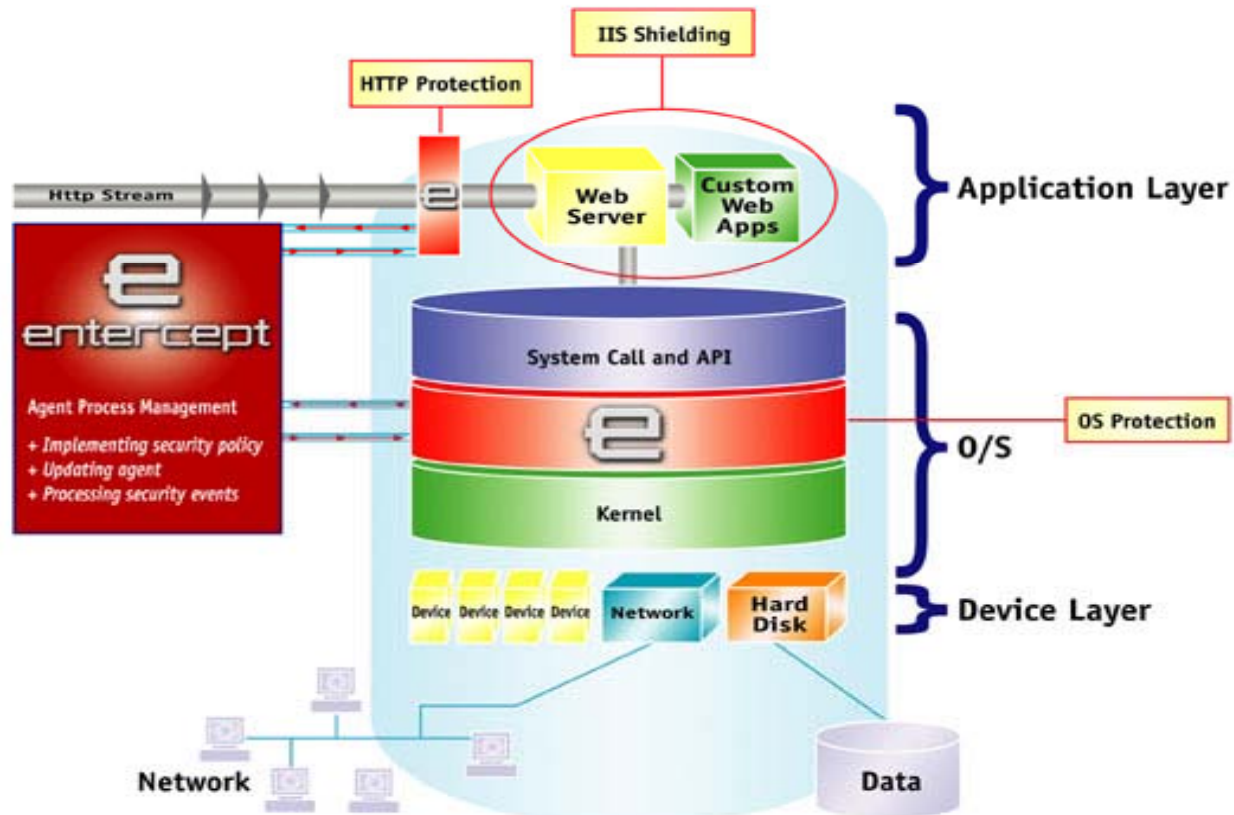 IIS Shielding
HTTP Protection
Http Stream
e
Web
Server
Custom
Web
Apps
Application Layer
e
entercept
Agent Process Management
+ Implementing security policy
+ Updating agent
+ Processing security events
System Call and API
e
Kernel
OS Protection
O/S
Device
Device
Device
Device
Network
Hard
Disk
Device Layer
Network
Data